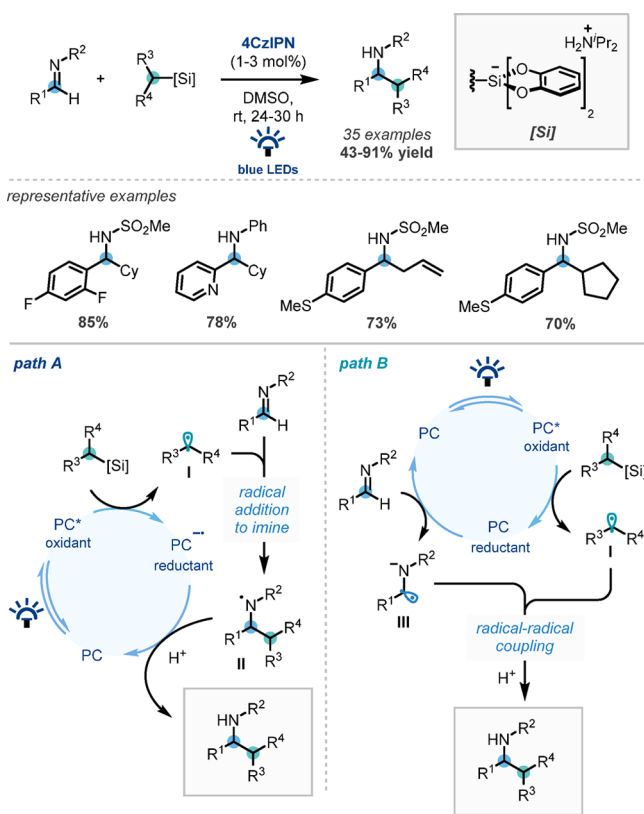 R2
N
R1
H
+
R3
[Si]
R4
4CzIPN
(1-3 mol%)
DMSO,
rt, 24-30 h
blue LEDs
HN
R2
R1
R4
R3
35 examples
43-91% yield
+
H2NiPr2
−
Si
O
O
2
[Si]
representative examples
HN
SO2Me
Cy
F
F
85%
HN
Ph
Cy
N
78%
HN
SO2Me
MeS
73%
HN
SO2Me
MeS
70%
path A
R4
R3
[Si]
R3
R4
I
N
R2
R1
H
radical
addition
to imine
PC*
oxidant
PC−•
reductant
PC
H+
N
R2
R1
R4
R3
II
HN
R2
R1
R4
R3
path B
PC
PC*
oxidant
PC
reductant
N
R2
R1
H
R4
R3
[Si]
R3
R4
I
−
N
R2
R1
III
radical-radical
coupling
H+
HN
R2
R1
R4
R3